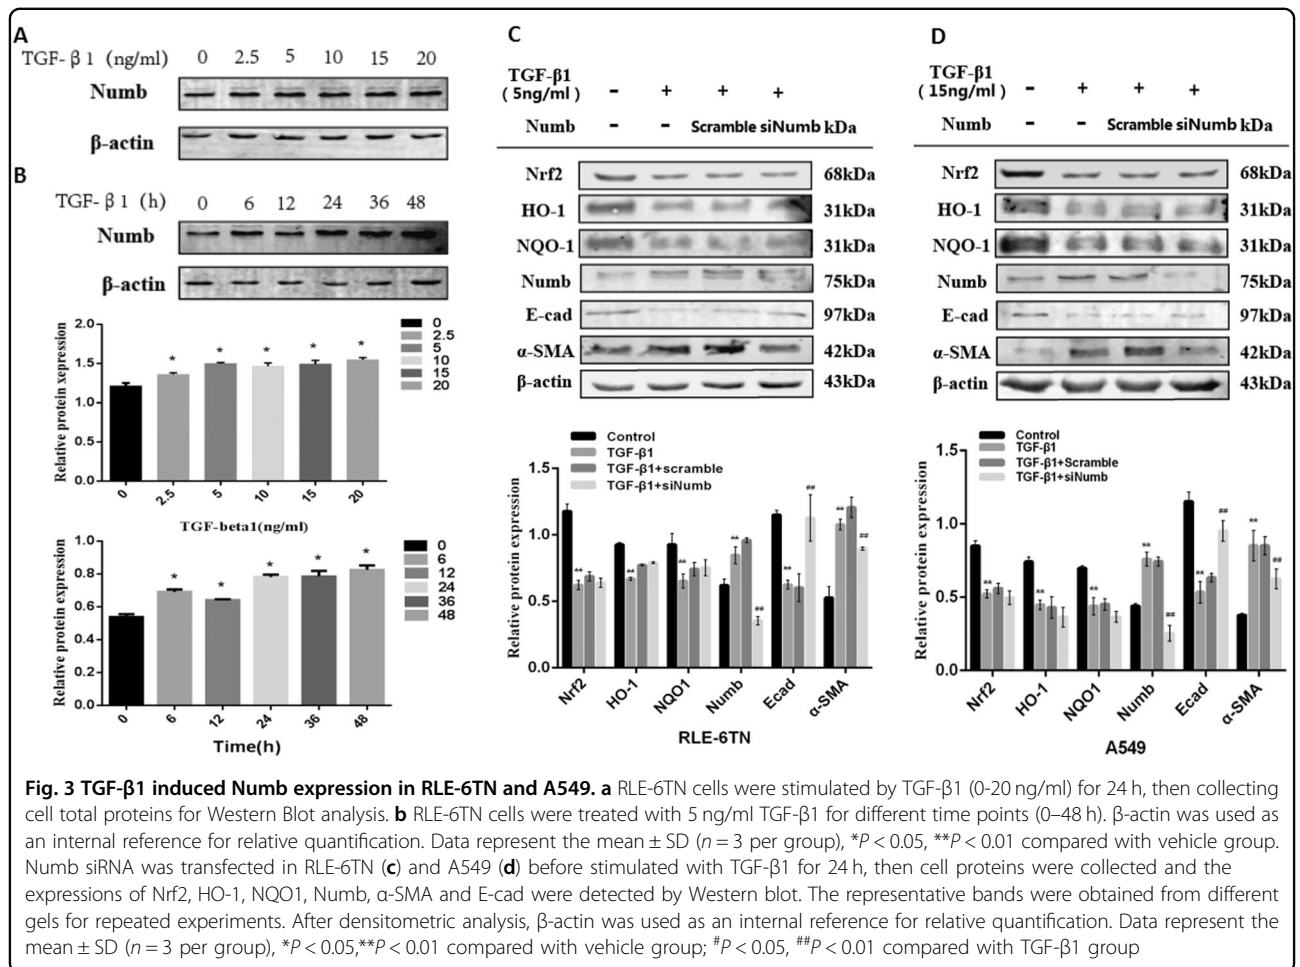 A
TGF- β 1 (ng/ml) 0 2.5 5 10 15 20
Numb
β-actin
B
TGF- β 1 (h) 0 6 12 24 36 48
Numb
β-actin
Relative protein xepression
2.0
1.5
1.0
0.5
0.0
0 2.5 5 10 15 20
* * * * *
0
2.5
5
10
15
20
TGF-beta1(ng/ml)
Relative protein expression
0.8
0.6
0.4
0.2
0.0
0 6 12 24 36 48
* * * * *
0
6
12
24
36
48
Time(h)
C
TGF-β1
( 5ng/ml ) - + + +
Numb - - Scramble siNumb kDa
Nrf2 68kDa
HO-1 31kDa
NQO-1 31kDa
Numb 75kDa
E-cad 97kDa
α-SMA 42kDa
β-actin 43kDa
Control
TGF-β1
TGF-β1+scramble
TGF-β1+siNumb
Relative protein expression
1.5
1.0
0.5
0.0
** ** ** ** ## ** ## ** ##
Nrf2 HO-1 NQO1 Numb Ecad α-SMA
RLE-6TN
D
TGF-β1
( 15ng/ml ) - + + +
Numb - - Scramble siNumb kDa
Nrf2 68kDa
HO-1 31kDa
NQO-1 31kDa
Numb 75kDa
E-cad 97kDa
α-SMA 42kDa
β-actin 43kDa
Control
TGF-β1
TGF-β1+Scramble
TGF-β1+siNumb
Relative protein expression
1.5
1.0
0.5
0.0
** ** ** ** ## ** ## ** ##
Nrf2 HO-1 NQO1 Numb Ecad α-SMA
A549
Fig. 3 TGF-β1 induced Numb expression in RLE-6TN and A549. a RLE-6TN cells were stimulated by TGF-β1 (0-20 ng/ml) for 24 h, then collecting
cell total proteins for Western Blot analysis. b RLE-6TN cells were treated with 5 ng/ml TGF-β1 for different time points (0–48 h). β-actin was used as
an internal reference for relative quantification. Data represent the mean ± SD (n = 3 per group), *P < 0.05, **P < 0.01 compared with vehicle group.
Numb siRNA was transfected in RLE-6TN (c) and A549 (d) before stimulated with TGF-β1 for 24 h, then cell proteins were collected and the
expressions of Nrf2, HO-1, NQO1, Numb, α-SMA and E-cad were detected by Western blot. The representative bands were obtained from different
gels for repeated experiments. After densitometric analysis, β-actin was used as an internal reference for relative quantification. Data represent the
mean ± SD (n = 3 per group), *P < 0.05,**P < 0.01 compared with vehicle group; #P < 0.05, ##P < 0.01 compared with TGF-β1 group